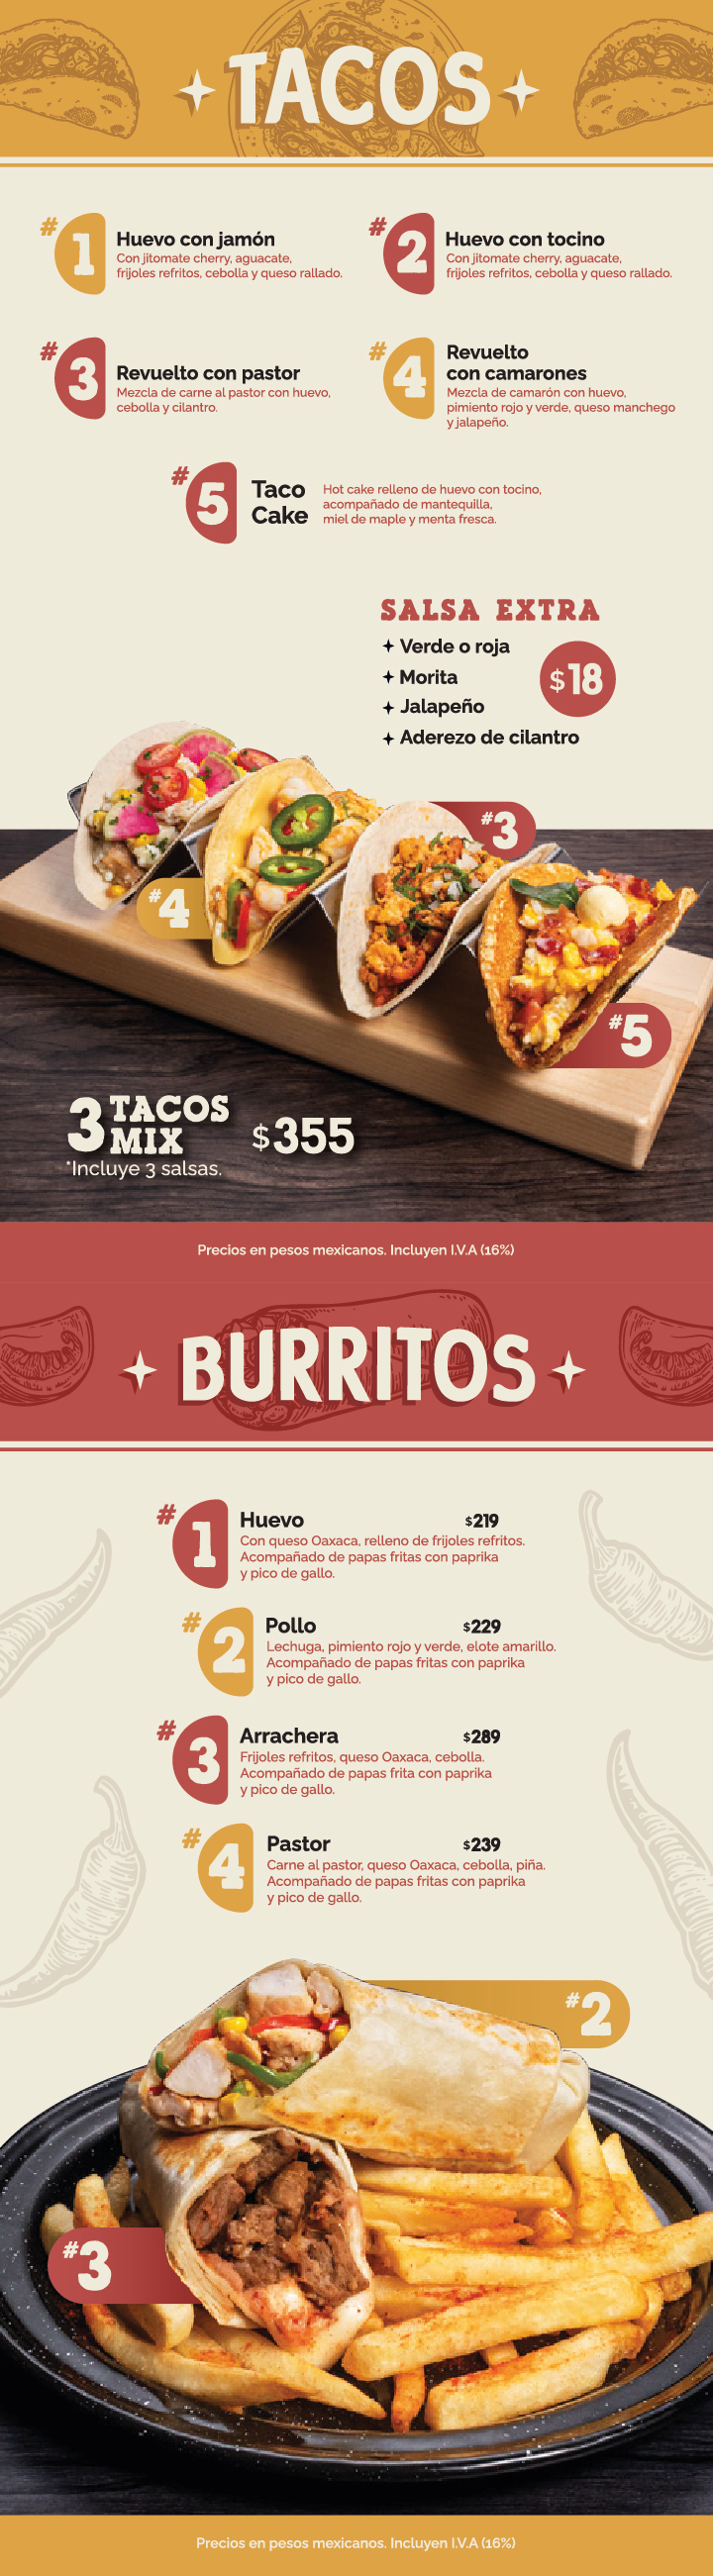 TACOS
#1
Huevo con jamón
Con jitomate cherry, aguacate,
frijoles refritos, cebolla y queso rallado.
#2
Huevo con tocino
Con jitomate cherry, aguacate,
frijoles refritos, cebolla y queso rallado.
#3
Revuelto con pastor
Mezcla de carne al pastor con huevo,
cebolla y cilantro.
#4
Revuelto
con camarones
Mezcla de camarón con huevo,
pimiento rojo y verde, queso manchego
y jalapeño.
#5
Taco
Cake
Hot cake relleno de huevo con tocino,
acompañado de mantequilla,
miel de maple y menta fresca.
SALSA EXTRA
Verde o roja
Morita
Jalapeño
Aderezo de cilantro
$18
#3
#4
#5
3 TACOS
MIX
$355
*Incluye 3 salsas.
Precios en pesos mexicanos. Incluyen I.V.A (16%)
BURRITOS
#1
Huevo $219
Con queso Oaxaca, relleno de frijoles refritos.
Acompañado de papas fritas con paprika
y pico de gallo.
#2
Pollo $229
Lechuga, pimiento rojo y verde, elote amarillo.
Acompañado de papas fritas con paprika
y pico de gallo.
#3
Arrachera $289
Frijoles refritos, queso Oaxaca, cebolla.
Acompañado de papas frita con paprika
y pico de gallo.
#4
Pastor $239
Carne al pastor, queso Oaxaca, cebolla, piña.
Acompañado de papas fritas con paprika
y pico de gallo.
#2
#3
Precios en pesos mexicanos. Incluyen I.V.A (16%)